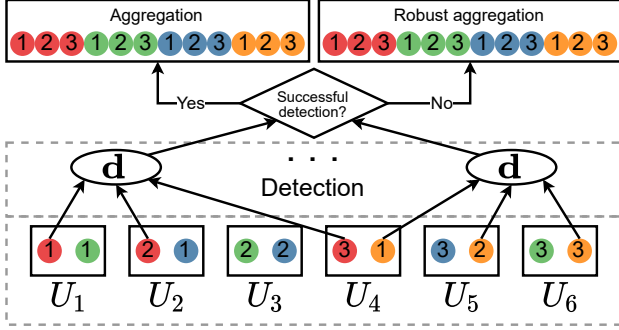 Aggregation Robust aggregation
1 2 3 1 2 3 1 2 3 1 2 3 1 2 3 1 2 3 1 2 3 1 2 3
Yes Successful detection? No
d . . . d
Detection
1 1 2 1 2 2 3 1 3 2 3 3
U1 U2 U3 U4 U5 U6